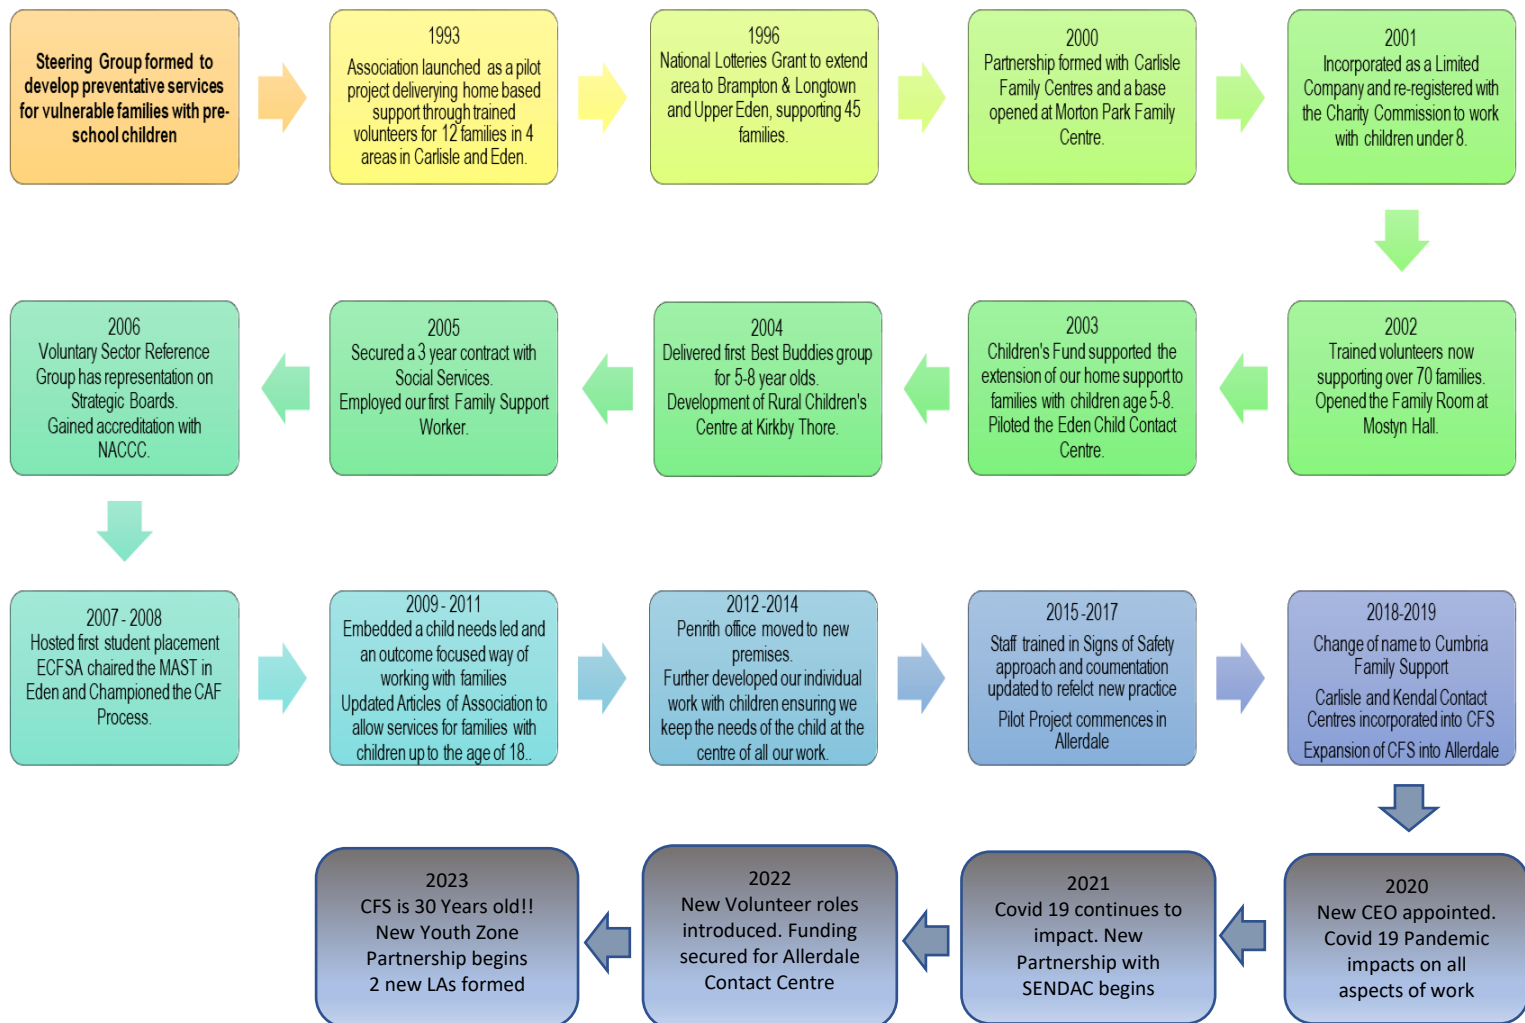 Steering Group formed to
develop preventative services
for vulnerable families with pre-
school children
1993
Association launched as a pilot
project deliverying home based
support through trained
volunteers for 12 families in 4
areas in Carlisle and Eden.
1996
National Lotteries Grant to extend
area to Brampton & Longtown
and Upper Eden, supporting 45
families.
2000
Partnership formed with Carlisle
Family Centres and a base
opened at Morton Park Family
Centre.
2001
Incorporated as a Limited
Company and re-registered with
the Charity Commission to work
with children under 8.
2002
Trained volunteers now
supporting over 70 families.
Opened the Family Room at
Mostyn Hall.
2003
Children's Fund supported the
extension of our home support to
families with children age 5-8.
Piloted the Eden Child Contact
Centre.
2004
Delivered first Best Buddies group
for 5-8 year olds.
Development of Rural Children's
Centre at Kirkby Thore.
2005
Secured a 3 year contract with
Social Services.
Employed our first Family Support
Worker.
2006
Voluntary Sector Reference
Group has representation on
Strategic Boards.
Gained accreditation with
NACCC.
2007 - 2008
Hosted first student placement
ECFSA chaired the MAST in
Eden and Championed the CAF
Process.
2009 - 2011
Embedded a child needs led and
an outcome focused way of
working with families
Updated Articles of Association to
allow services for families with
children up to the age of 18..
2012 -2014
Penrith office moved to new
premises.
Further developed our individual
work with children ensuring we
keep the needs of the child at the
centre of all our work.
2015 -2017
Staff trained in Signs of Safety
approach and coumentation
updated to refelct new practice
Pilot Project commences in
Allerdale
2018-2019
Change of name to Cumbria
Family Support
Carlisle and Kendal Contact
Centres incorporated into CFS
Expansion of CFS into Allerdale
2020
New CEO appointed.
Covid 19 Pandemic
impacts on all
aspects of work
2021
Covid 19 continues to
impact. New
Partnership with
SENDAC begins
2022
New Volunteer roles
introduced. Funding
secured for Allerdale
Contact Centre
2023
CFS is 30 Years old!!
New Youth Zone
Partnership begins
2 new LAs formed